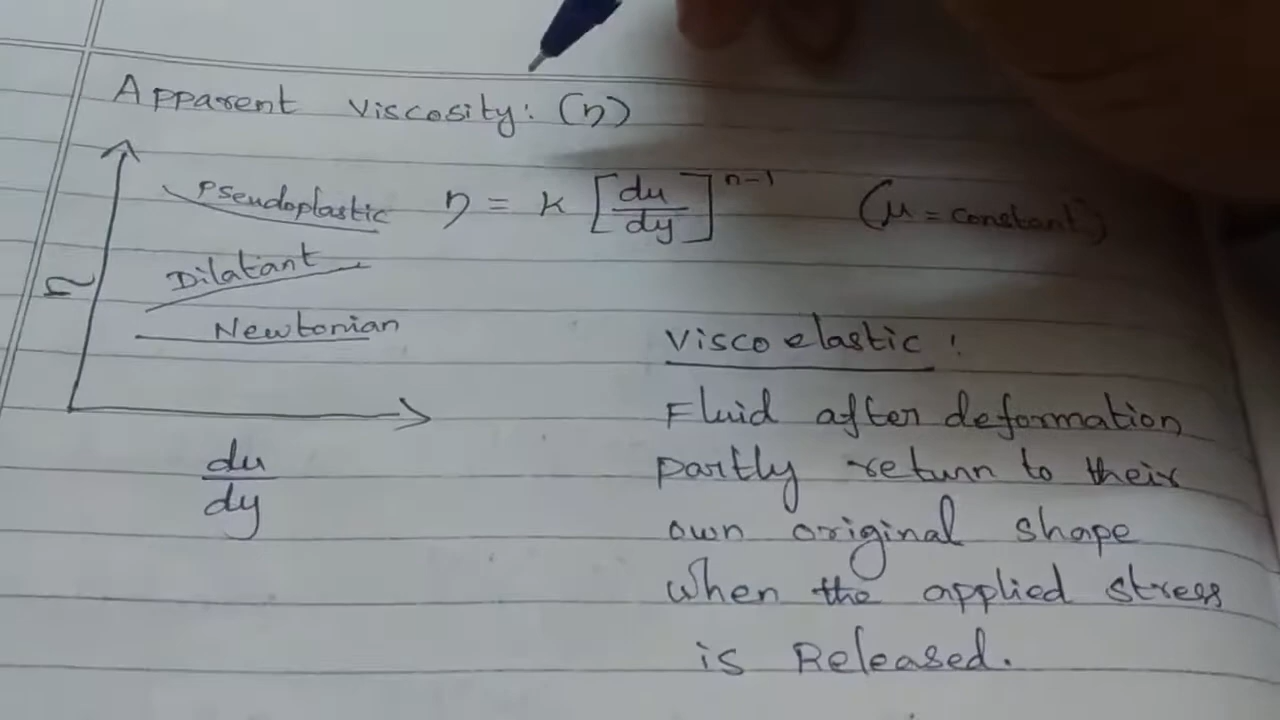 Apparent viscosity: (η)
Pseudoplastic η = k [du/dy]^n-1 (μ = constant)
Dilatant
η
Newtonian
Viscoelastic :
Fluid after deformation
partly return to their
own original shape
when the applied stress
is Released.
du
dy